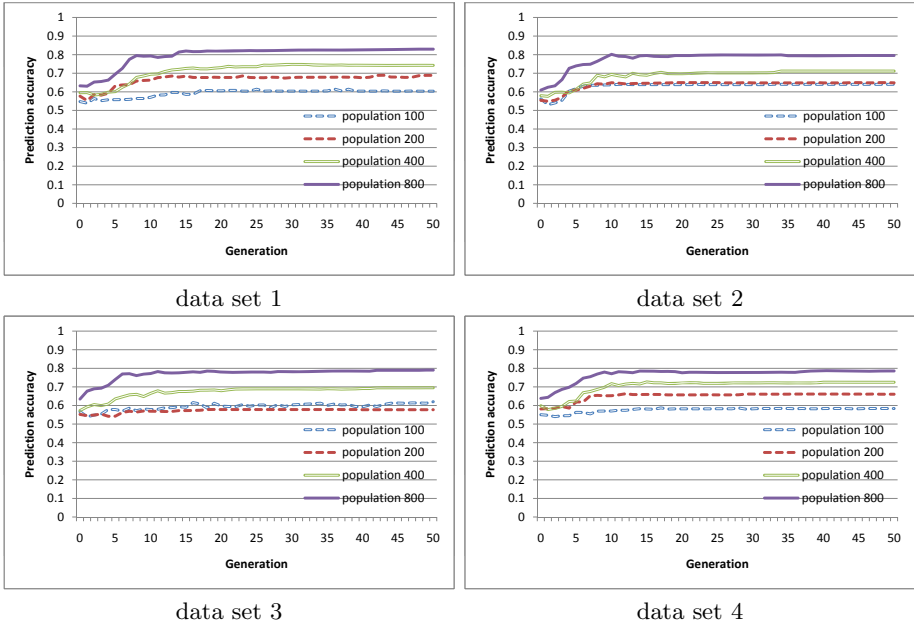 Prediction accuracy
1
0.9
0.8
0.7
0.6
0.5
0.4
0.3
0.2
0.1
0
population 100
population 200
population 400
population 800
0 5 10 15 20 25 30 35 40 45 50
Generation
data set 1
Prediction accuracy
1
0.9
0.8
0.7
0.6
0.5
0.4
0.3
0.2
0.1
0
population 100
population 200
population 400
population 800
0 5 10 15 20 25 30 35 40 45 50
Generation
data set 2
Prediction accuracy
1
0.9
0.8
0.7
0.6
0.5
0.4
0.3
0.2
0.1
0
population 100
population 200
population 400
population 800
0 5 10 15 20 25 30 35 40 45 50
Generation
data set 3
Prediction accuracy
1
0.9
0.8
0.7
0.6
0.5
0.4
0.3
0.2
0.1
0
population 100
population 200
population 400
population 800
0 5 10 15 20 25 30 35 40 45 50
Generation
data set 4